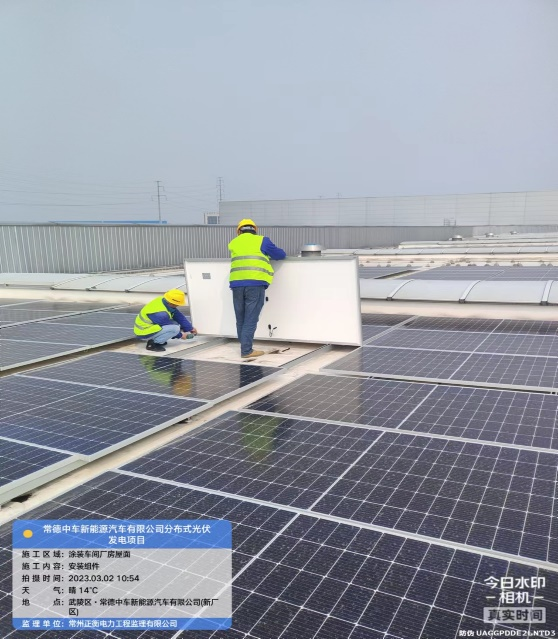 常德中车新能源汽车有限公司分布式光伏
发电项目
施工区域：涂装车间厂房屋面
施工内容：安装组件
拍摄时间：2023.03.02 10:54
天 气：晴 14℃
地 点：武陵区·常德中车新能源汽车有限公司(新厂
区)
监理单位：常州正衡电力工程监理有限公司
今日水印
相机
真实时间
防伪 UAGGPDDE2LNTD3